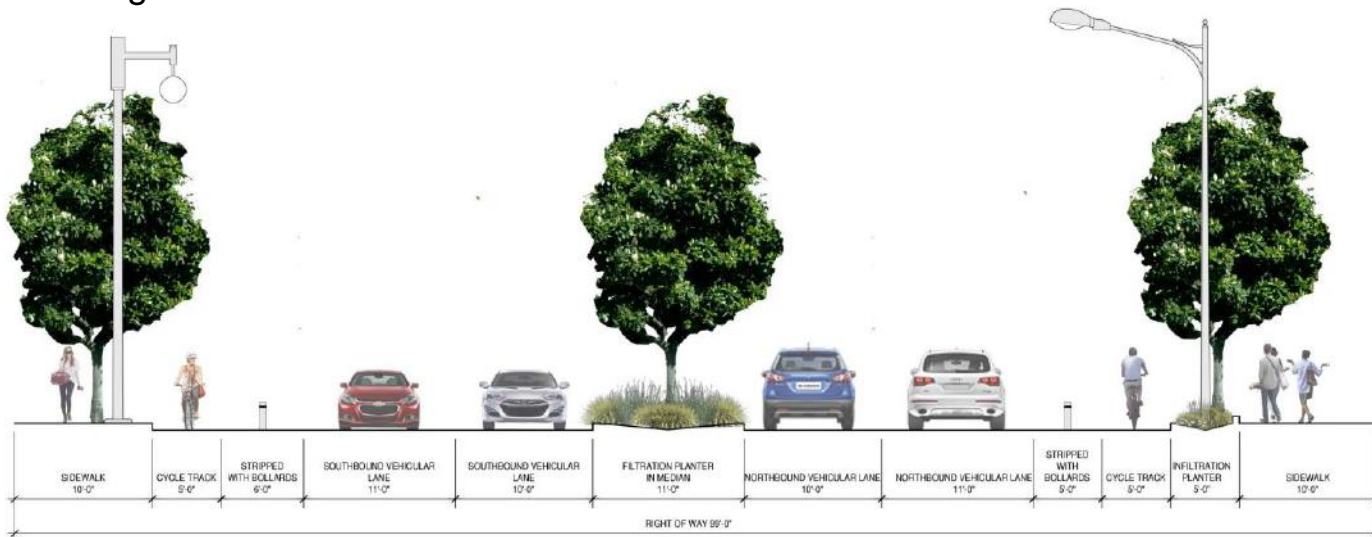 SIDEWALK
10'-0"
CYCLE TRACK
5'-0"
STRIPPED
WITH BOLLARDS
6'-0"
SOUTHBOUND VEHICULAR
LANE
11'-0"
SOUTHBOUND VEHICULAR
LANE
10'-0"
FILTRATION PLANTER
IN MEDIAN
11'-0"
NORTHBOUND VEHICULAR LANE
10'-0"
NORTHBOUND VEHICULAR LANE
11'-0"
STRIPPED
WITH
BOLLARDS
5'-0"
CYCLE TRACK
5'-0"
INFILTRATION
PLANTER
5'-0"
SIDEWALK
10'-0"
RIGHT OF WAY 99'-0"